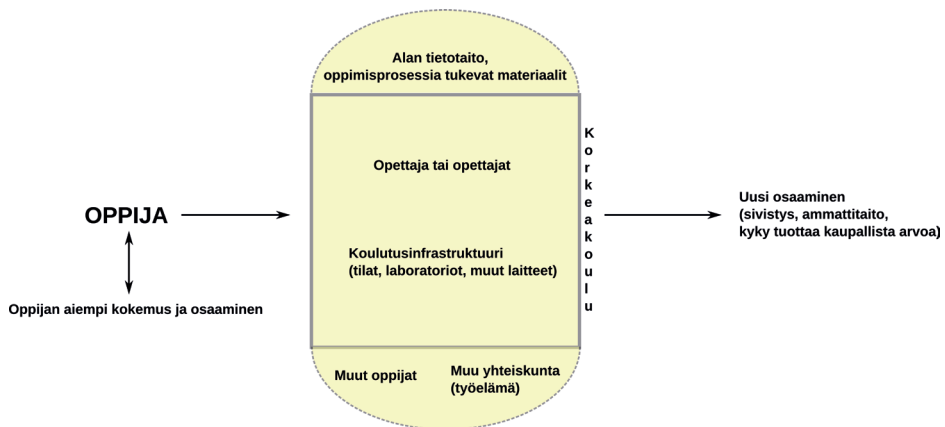 Alan tietotaito,
oppimisprosessia tukevat materiaalit
Opettaja tai opettajat
Korkeakoulu
OPPIJA
Uusi osaaminen
(sivistys, ammattitaito,
kyky tuottaa kaupallista arvoa)
Koulutusinfrastruktuuri
(tilat, laboratoriot, muut laitteet)
Oppijan aiempi kokemus ja osaaminen
Muut oppijat
Muu yhteiskunta
(työelämä)